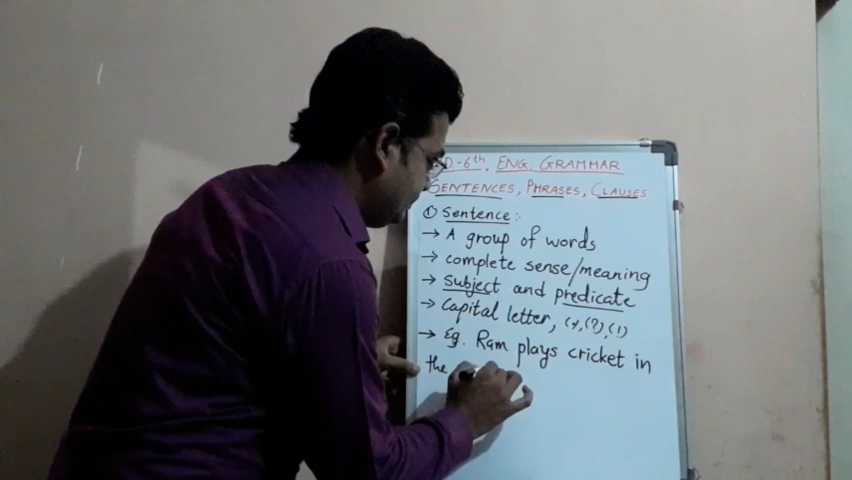 D-6th, ENG. GRAMMAR
SENTENCES, PHRASES, CLAUSES
① Sentence:-
→ A group of words
→ complete sense/meaning
→ Subject and predicate
→ Capital letter, (.), (?), (!)
→ Eg. Ram plays cricket in
the